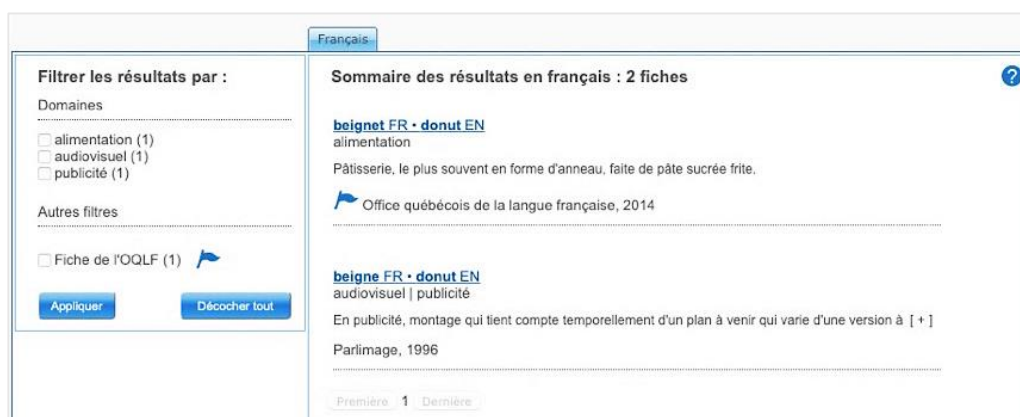 Français
Filtrer les résultats par :
Domaines
alimentation (1)
audiovisuel (1)
publicité (1)
Autres filtres
Fiche de l'OQLF (1)
Appliquer
Décocher tout
Sommaire des résultats en français : 2 fiches
?
beignet FR • donut EN
alimentation
Pâtisserie, le plus souvent en forme d'anneau, faite de pâte sucrée frite.
Office québécois de la langue française, 2014
beigne FR • donut EN
audiovisuel | publicité
En publicité, montage qui tient compte temporellement d'un plan à venir qui varie d'une version à [ + ]
Parlimage, 1996
Première 1 Dernière